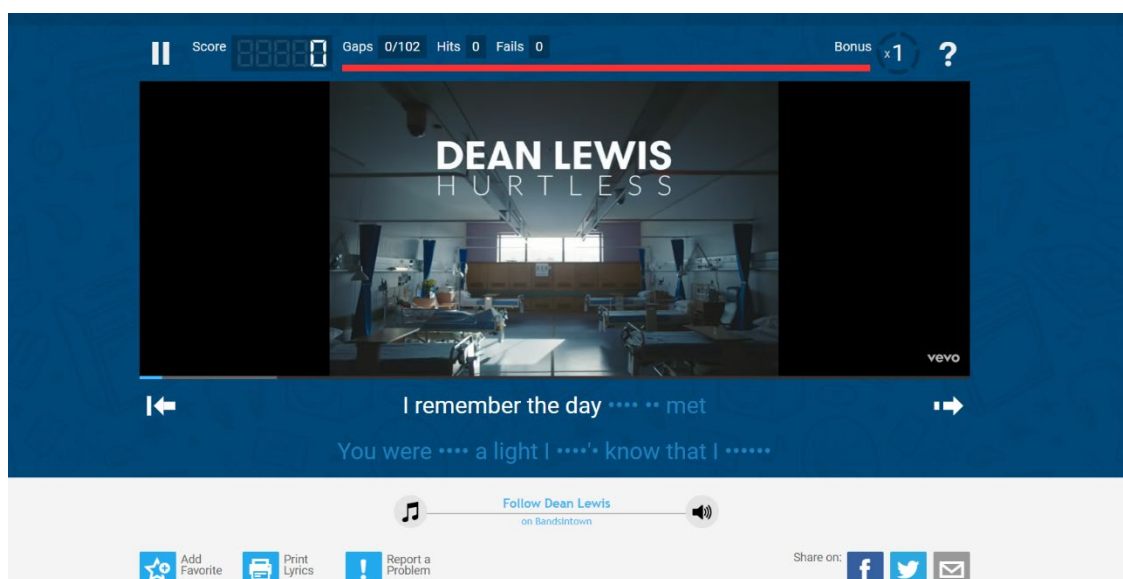 Score 0 Gaps 0/102 Hits 0 Fails 0 Bonus x1 ?
DEAN LEWIS
HURTLESS
vevo
I remember the day •••• •• met
You were •••• a light I ••••'• know that I ••••••
Follow Dean Lewis
on Bandsintown
Add
Favorite
Print
Lyrics
!
Report a
Problem
Share on:
f